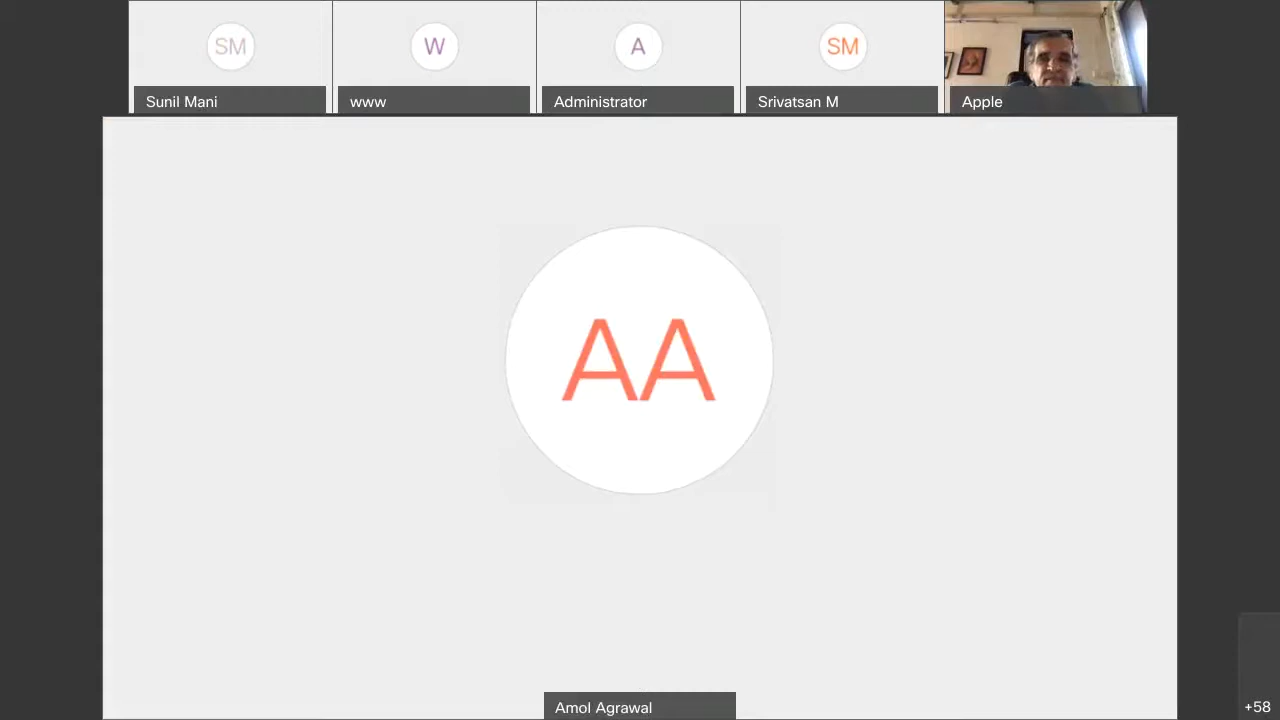 SM
W
A
SM
Sunil Mani
www
Administrator
Srivatsan M
Apple
AA
Amol Agrawal
+58